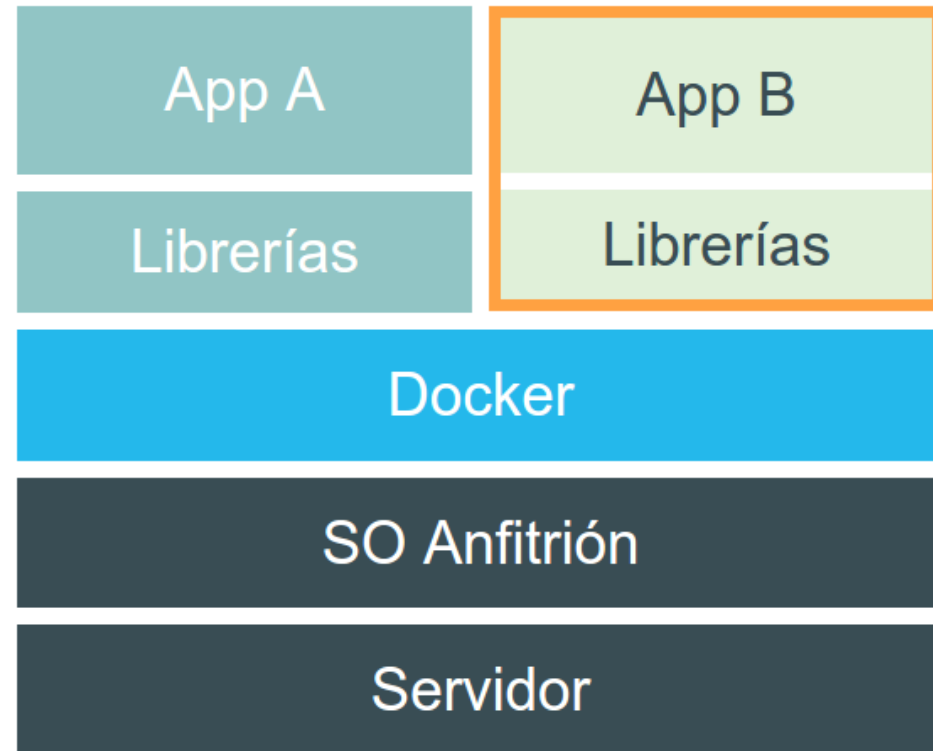 App A
App B
Librerías
Librerías
Docker
SO Anfitrión
Servidor